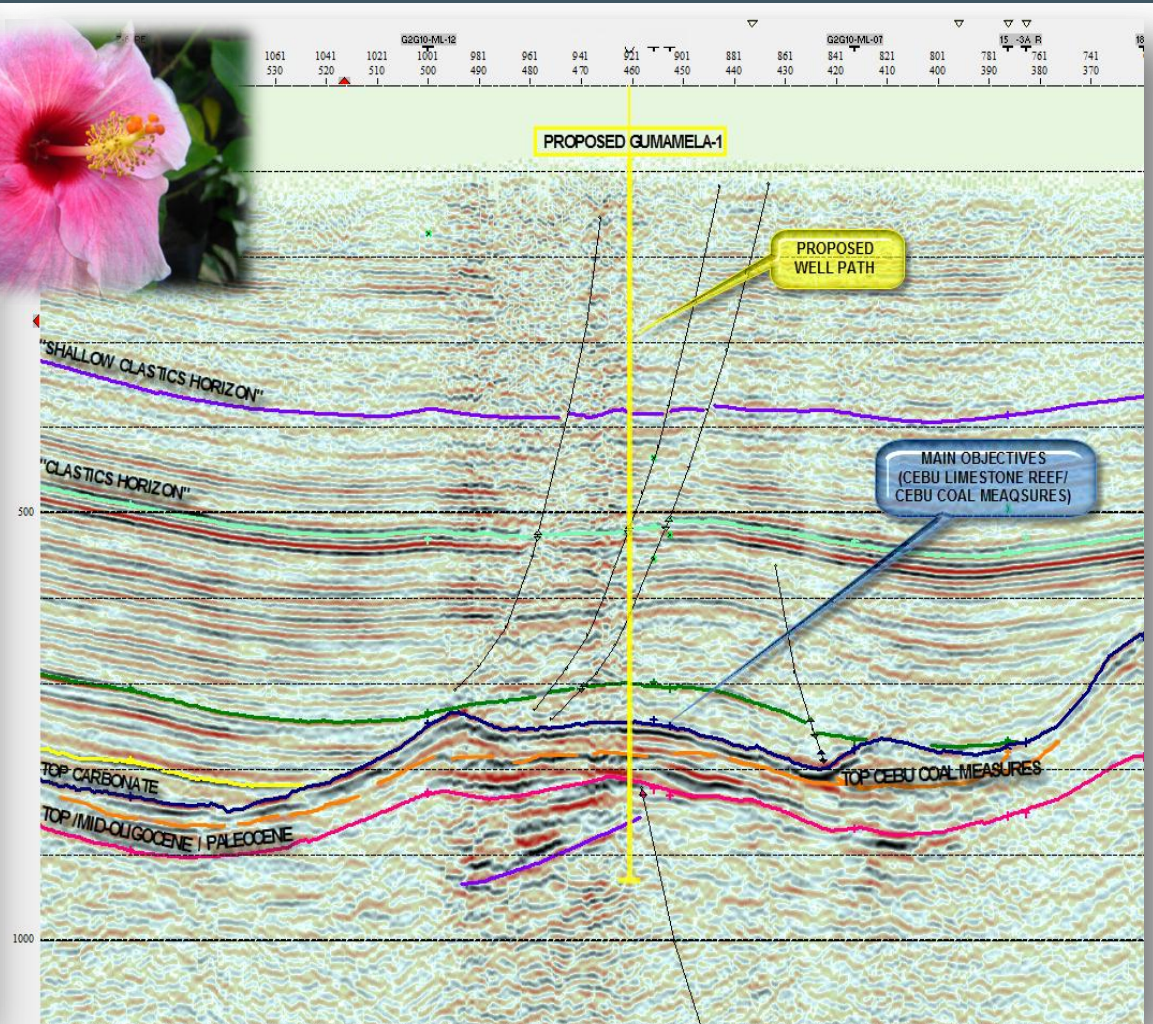 G2G10-ML-12
G2G10-ML-07
15 -3A R
18
1061 1041 1021 1001 981 961 941 921 901 881 861 841 821 801 781 761 741
530 520 510 500 490 480 470 460 450 440 430 420 410 400 390 380 370
PROPOSED GUMAMELA-1
PROPOSED
WELL PATH
"SHALLOW CLASTICS HORIZON"
MAIN OBJECTIVES
(CEBU LIMESTONE REEF/
CEBU COAL MEAQSURES)
"CLASTICS HORIZON"
500
TOP CARBONATE
TOP CEBU COAL MEASURES
TOP /MID-OLIGOCENE / PALEOCENE
1000